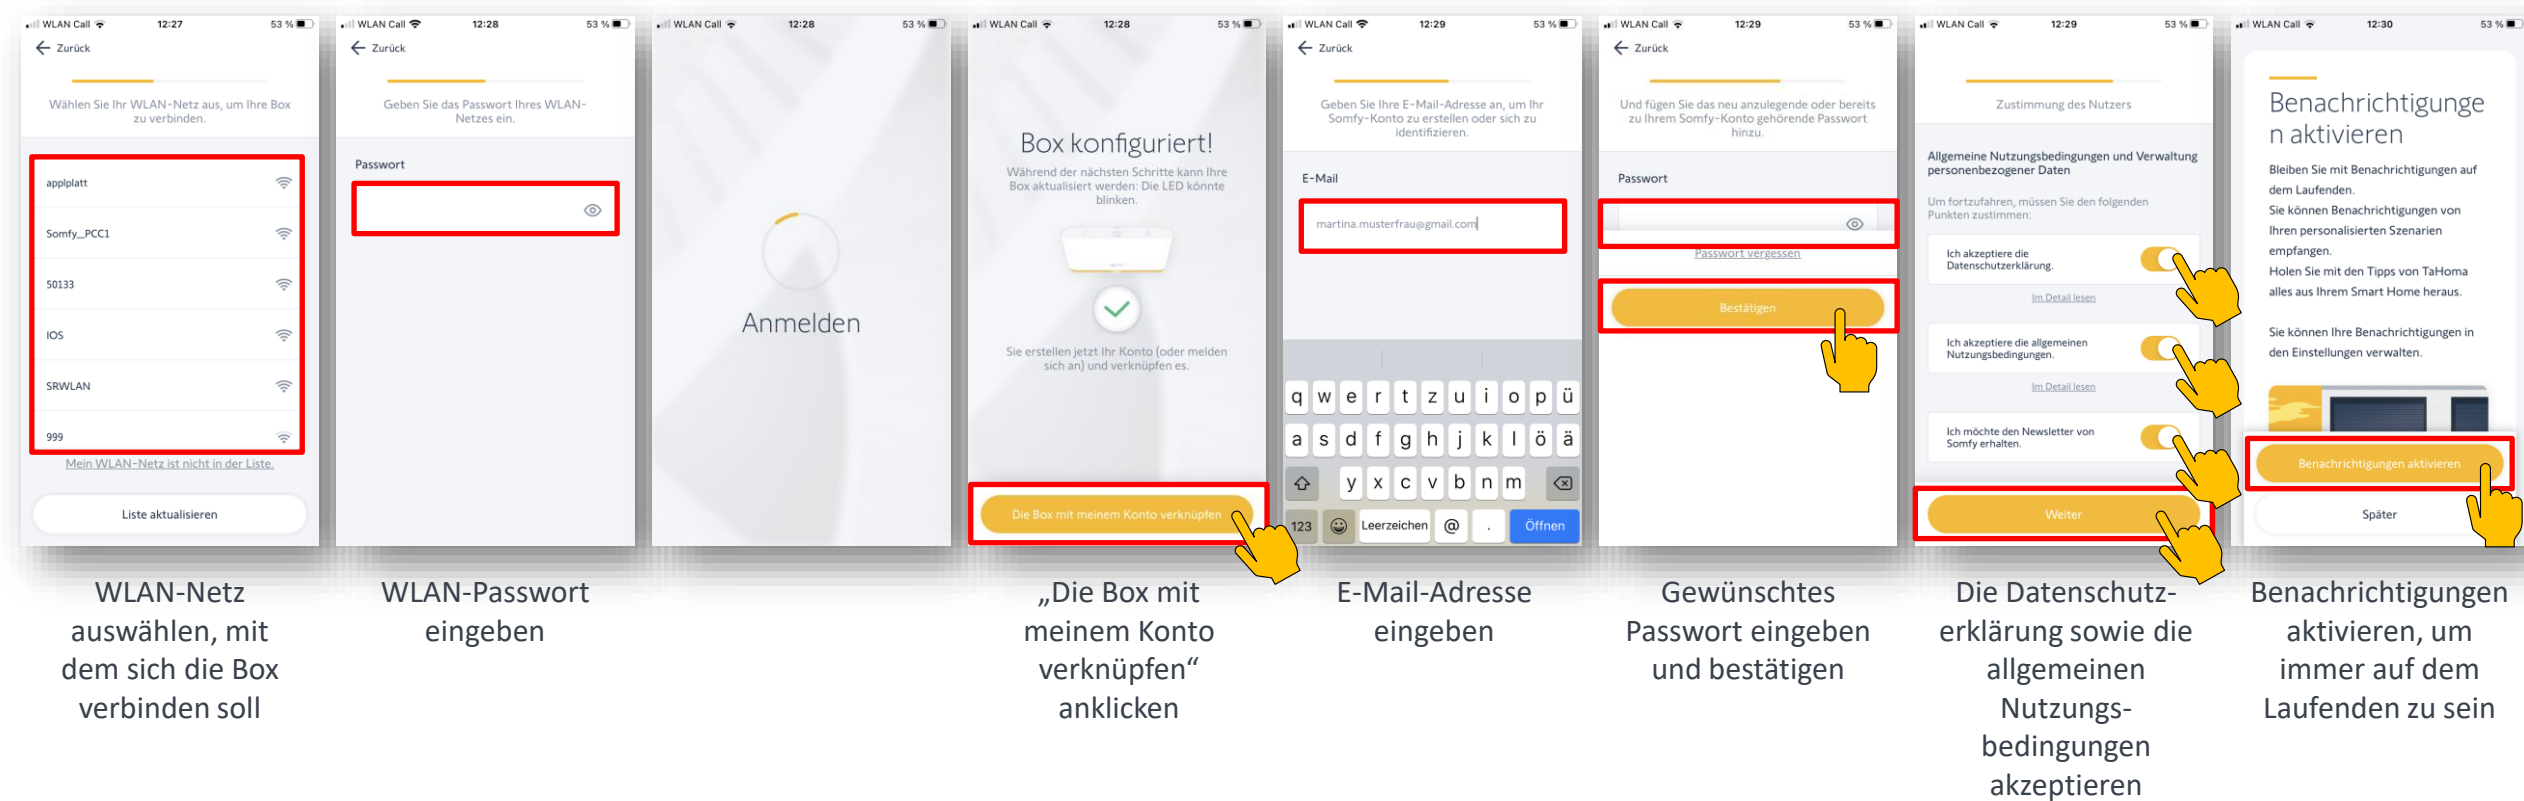 WLAN Call 12:27 53 %
Zurück
Wählen Sie Ihr WLAN-Netz aus, um Ihre Box
zu verbinden.
applplatt
Somfy_PCC1
50133
IOS
SRWLAN
999
Mein WLAN-Netz ist nicht in der Liste.
Liste aktualisieren
WLAN-Netz
auswählen, mit
dem sich die Box
verbinden soll
WLAN Call 12:28 53 %
Zurück
Geben Sie das Passwort Ihres WLAN-
Netzes ein.
Passwort
WLAN-Passwort
eingeben
WLAN Call 12:28 53 %
Anmelden
WLAN Call 12:28 53 %
Box konfiguriert!
Während der nächsten Schritte kann Ihre
Box aktualisiert werden: Die LED könnte
blinken.
Sie erstellen jetzt Ihr Konto (oder melden
sich an) und verknüpfen es.
Die Box mit meinem Konto verknüpfen
„Die Box mit
meinem Konto
verknüpfen“
anklicken
WLAN Call 12:29 53 %
Zurück
Geben Sie Ihre E-Mail-Adresse an, um Ihr
Somfy-Konto zu erstellen oder sich zu
identifizieren.
E-Mail
martina.musterfrau@gmail.com
q w e r t z u i o p ü
a s d f g h j k l ö ä
y x c v b n m
123 Leerzeichen @ . Öffnen
E-Mail-Adresse
eingeben
WLAN Call 12:29 53 %
Zurück
Und fügen Sie das neu anzulegende oder bereits
zu Ihrem Somfy-Konto gehörende Passwort
hinzu.
Passwort
Passwort vergessen
Bestätigen
Gewünschtes
Passwort eingeben
und bestätigen
WLAN Call 12:29 53 %
Zustimmung des Nutzers
Allgemeine Nutzungsbedingungen und Verwaltung
personenbezogener Daten
Um fortzufahren, müssen Sie den folgenden
Punkten zustimmen:
Ich akzeptiere die
Datenschutzerklärung.
Im Detail lesen
Ich akzeptiere die allgemeinen
Nutzungsbedingungen.
Im Detail lesen
Ich möchte den Newsletter von
Somfy erhalten.
Weiter
Die Datenschutz-
erklärung sowie die
allgemeinen
Nutzungs-
bedingungen
akzeptieren
WLAN Call 12:30 53 %
Benachrichtigunge
n aktivieren
Bleiben Sie mit Benachrichtigungen auf
dem Laufenden.
Sie können Benachrichtigungen von
Ihren personalisierten Szenarien
empfangen.
Holen Sie mit den Tipps von TaHoma
alles aus Ihrem Smart Home heraus.
Sie können Ihre Benachrichtigungen in
den Einstellungen verwalten.
Benachrichtigungen aktivieren
Später
Benachrichtigungen
aktivieren, um
immer auf dem
Laufenden zu sein